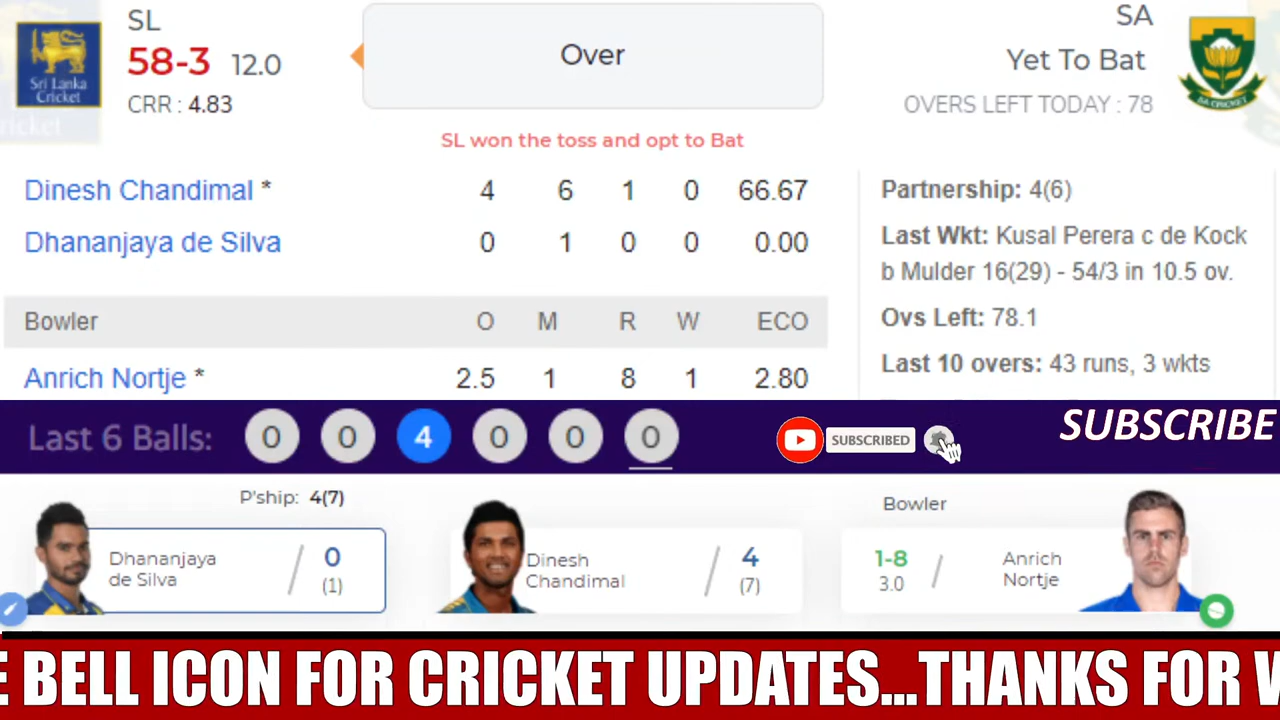 SL
58-3 12.0
CRR : 4.83
Sri Lanka
Cricket
Over
SA
Yet To Bat
OVERS LEFT TODAY : 78
SA CRICKET
SL won the toss and opt to Bat
Dinesh Chandimal * 4 6 1 0 66.67
Dhananjaya de Silva 0 1 0 0 0.00
Bowler O M R W ECO
Anrich Nortje * 2.5 1 8 1 2.80
Partnership: 4(6)
Last Wkt: Kusal Perera c de Kock
b Mulder 16(29) - 54/3 in 10.5 ov.
Ovs Left: 78.1
Last 10 overs: 43 runs, 3 wkts
Last 6 Balls: 0 0 4 0 0 0
SUBSCRIBED
SUBSCRIBE
P'ship: 4(7)
Dhananjaya
de Silva
0
(1)
Dinesh
Chandimal
4
(7)
Bowler
1-8
3.0
Anrich
Nortje
E BELL ICON FOR CRICKET UPDATES...THANKS FOR V